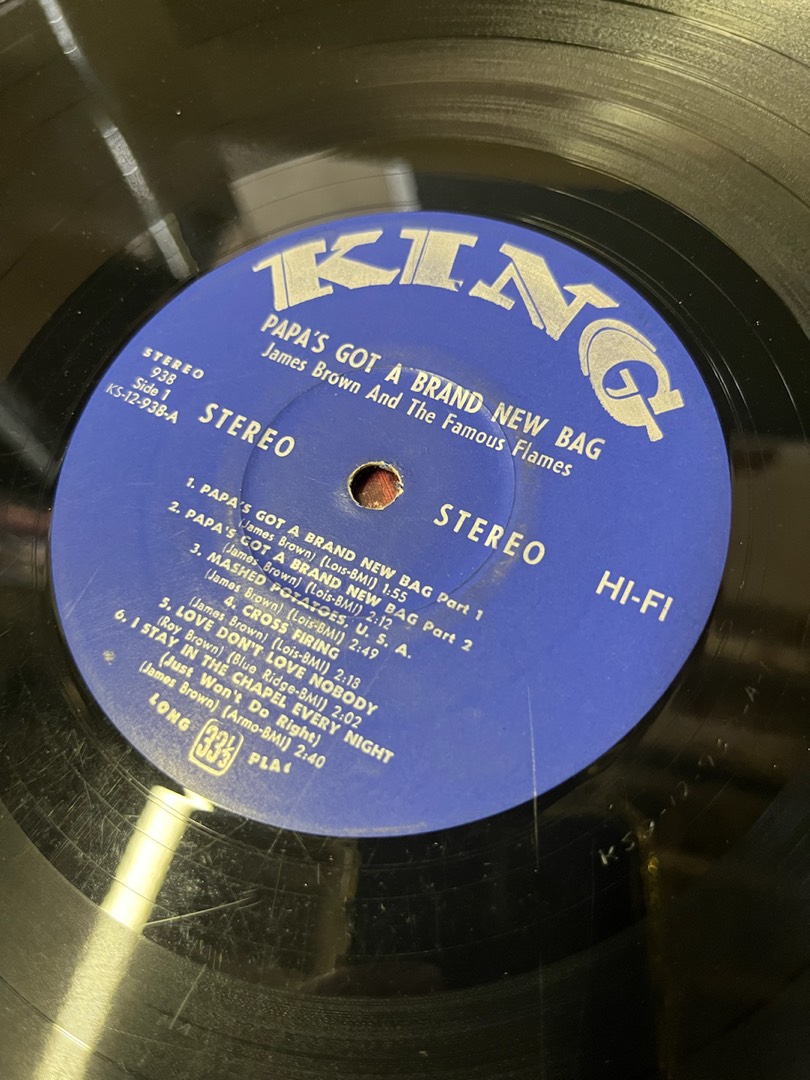 KING
PAPA'S GOT A BRAND NEW BAG
James Brown And The Famous Flames
STEREO
938
Side 1
KS-12-938-A
STEREO
STEREO
HI-FI
1. PAPA'S GOT A BRAND NEW BAG Part 1
(James Brown) (Lois-BMI) 1:55
2. PAPA'S GOT A BRAND NEW BAG Part 2
(James Brown) (Lois-BMI) 2:12
3. MASHED POTATOES, U. S. A.
(James Brown) (Lois-BMI) 2:49
4. CROSS FIRING
(James Brown) (Lois-BMI) 2:18
5. LOVE DON'T LOVE NOBODY
(Roy Brown) (Blue Ridge-BMI) 2:02
6. I STAY IN THE CHAPEL EVERY NIGHT
(Just Won't Do Right)
(James Brown) (Armo-BMI) 2:40
LONG 33⅓ PLA